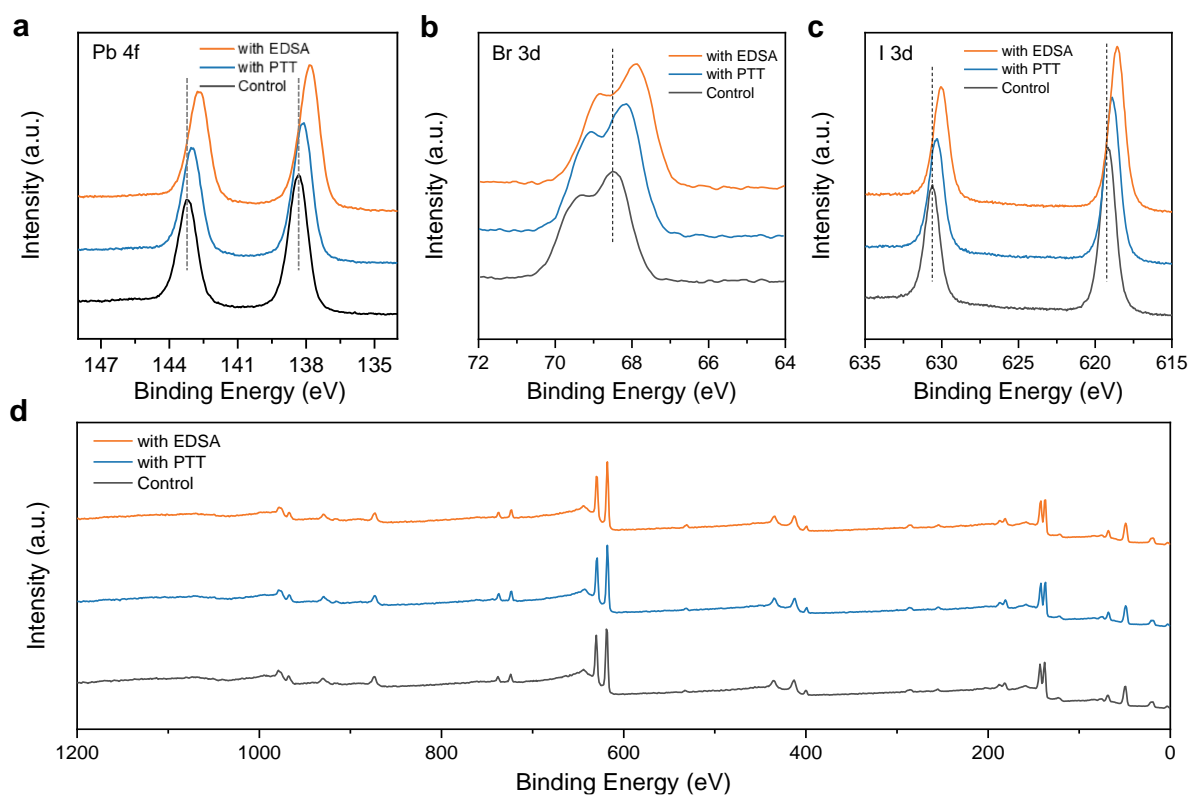 a
Pb 4f
with EDSA
with PTT
Control
Intensity (a.u.)
147 144 141 138 135
Binding Energy (eV)
b
Br 3d
with EDSA
with PTT
Control
Intensity (a.u.)
72 70 68 66 64
Binding Energy (eV)
c
I 3d
with EDSA
with PTT
Control
Intensity (a.u.)
635 630 625 620 615
Binding Energy (eV)
d
with EDSA
with PTT
Control
Intensity (a.u.)
1200 1000 800 600 400 200 0
Binding Energy (eV)